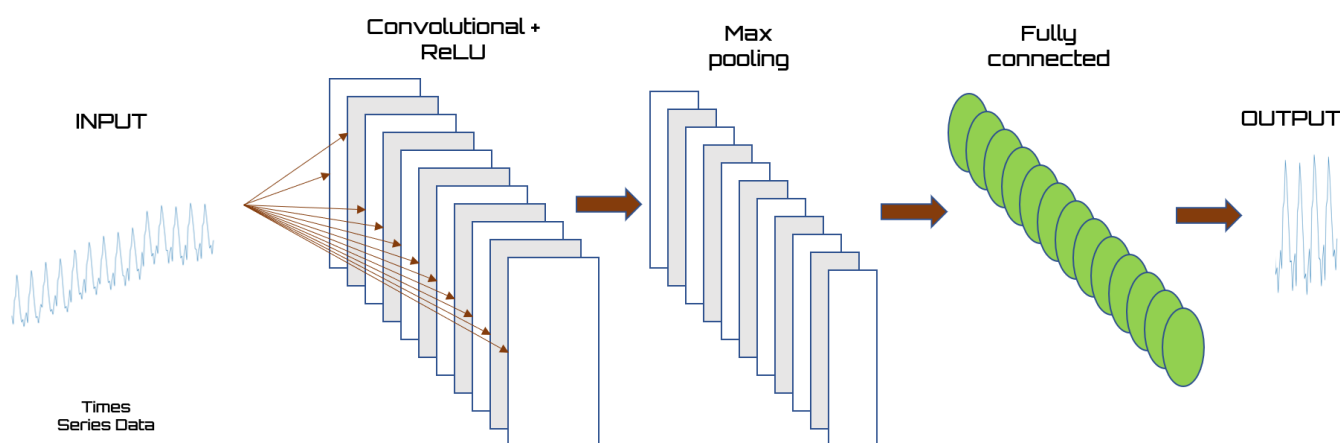 INPUT
Times
Series Data
Convolutional +
ReLU
Max
pooling
Fully
connected
OUTPUT